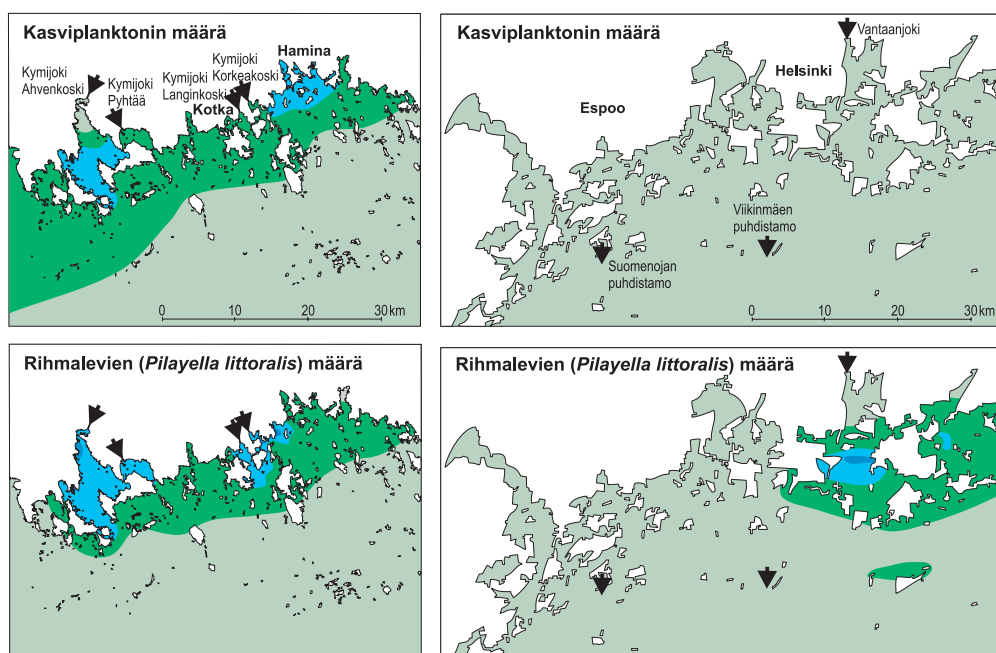 Kasviplanktonin määrä
Hamina
Kymijoki
Ahvenkoski
Kymijoki
Pyhtää
Kymijoki
Langinkoski
Kymijoki
Korkeakoski
Kotka
0 10 20 30 km
Kasviplanktonin määrä
Vantaanjoki
Helsinki
Espoo
Viikinmäen
puhdistamo
Suomenojan
puhdistamo
0 10 20 30 km
Rihmalevien (Pilayella littoralis) määrä
Rihmalevien (Pilayella littoralis) määrä